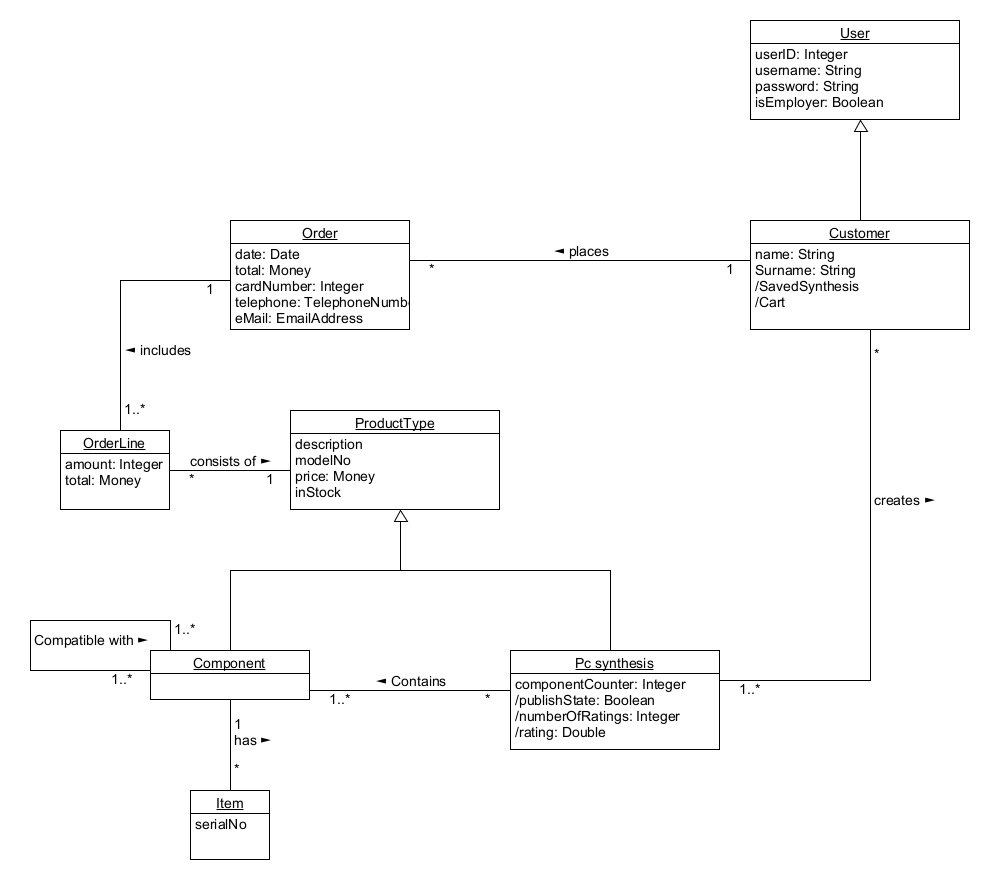 User
userID: Integer
username: String
password: String
isEmployer: Boolean
Order
date: Date
total: Money
cardNumber: Integer
telephone: TelephoneNumb
eMail: EmailAddress
◄ places
*
1
Customer
name: String
Surname: String
/SavedSynthesis
/Cart
1
◄ includes
1..*
*
creates ►
1..*
OrderLine
amount: Integer
total: Money
consists of ►
*
1
ProductType
description
modelNo
price: Money
inStock
Compatible with ►
1..*
1..*
Component
◄ Contains
1..*
*
Pc synthesis
componentCounter: Integer
/publishState: Boolean
/numberOfRatings: Integer
/rating: Double
1
has ►
*
Item
serialNo